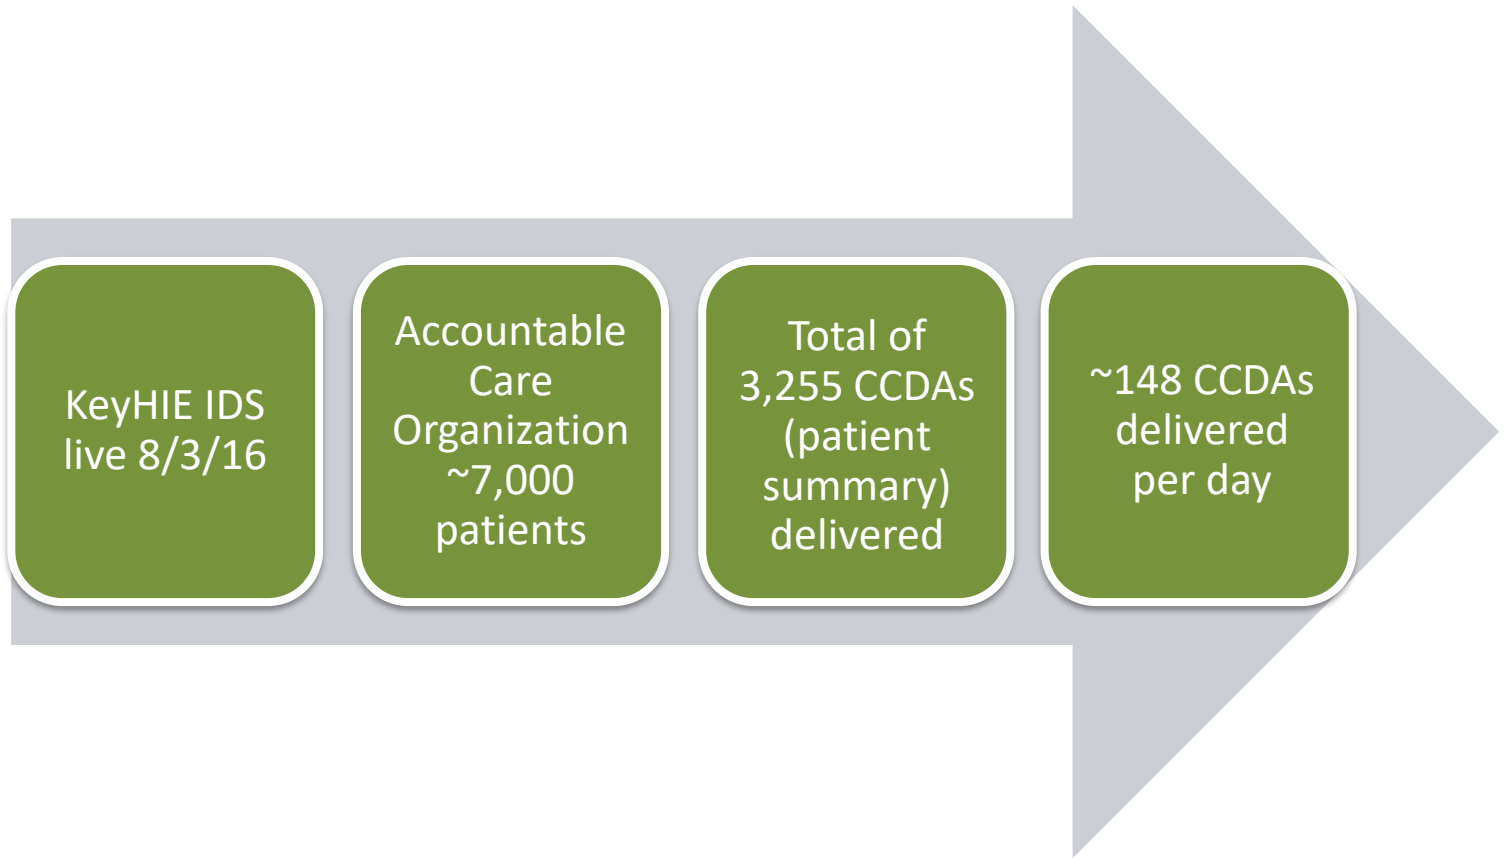 KeyHIE IDS
live 8/3/16
Accountable
Care
Organization
~7,000
patients
Total of
3,255 CCDAs
(patient
summary)
delivered
~148 CCDAs
delivered
per day